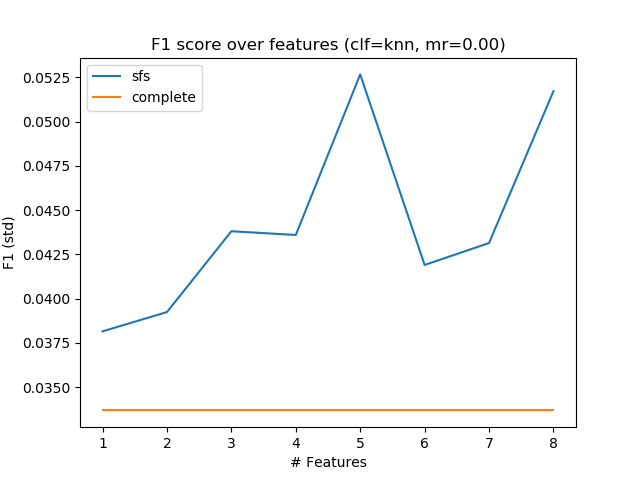 F1 score over features (clf=knn, mr=0.00)
sfs
complete
F1 (std)
0.0525
0.0500
0.0475
0.0450
0.0425
0.0400
0.0375
0.0350
1 2 3 4 5 6 7 8
# Features